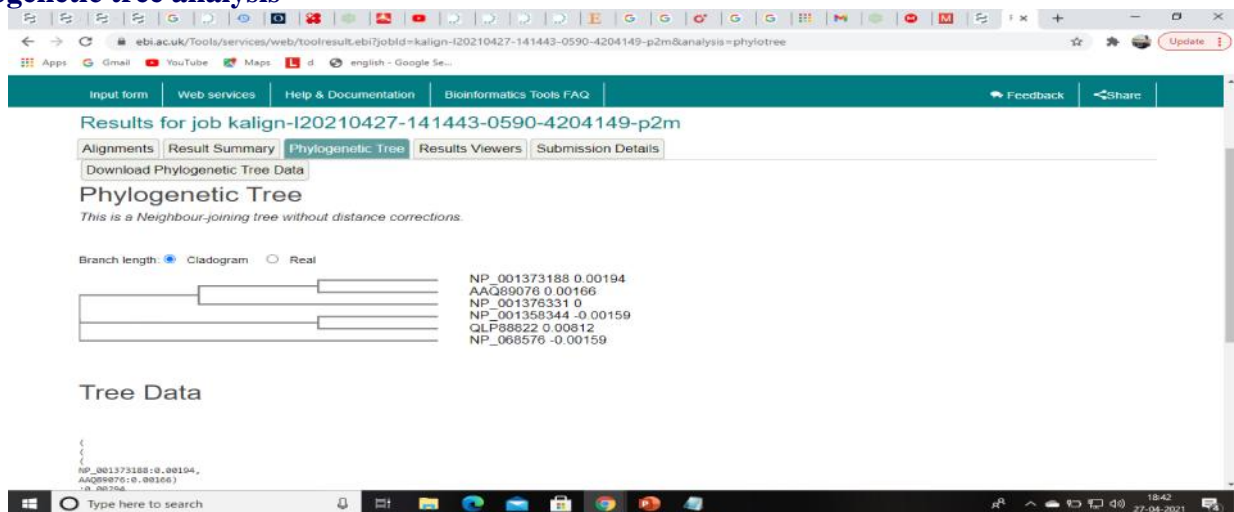 ogenetic tree analysis
ebi.ac.uk/Tools/services/web/toolresult.ebi?jobId=kalign-I20210427-141443-0590-4204149-p2m&analysis=phylotree
Update
Apps Gmail YouTube Maps d english - Google Se...
Input form Web services Help & Documentation Bioinformatics Tools FAQ Feedback Share
Results for job kalign-I20210427-141443-0590-4204149-p2m
Alignments Result Summary Phylogenetic Tree Results Viewers Submission Details
Download Phylogenetic Tree Data
Phylogenetic Tree
This is a Neighbour-joining tree without distance corrections.
Branch length: Cladogram Real
NP_001373188 0.00194
AAQ89076 0.00166
NP_001376331 0
NP_001358344 -0.00159
QLP88822 0.00812
NP_068576 -0.00159
Tree Data
(
(
(
NP_001373188:0.00194,
AAQ89076:0.00166)
Type here to search
18:42
27-04-2021